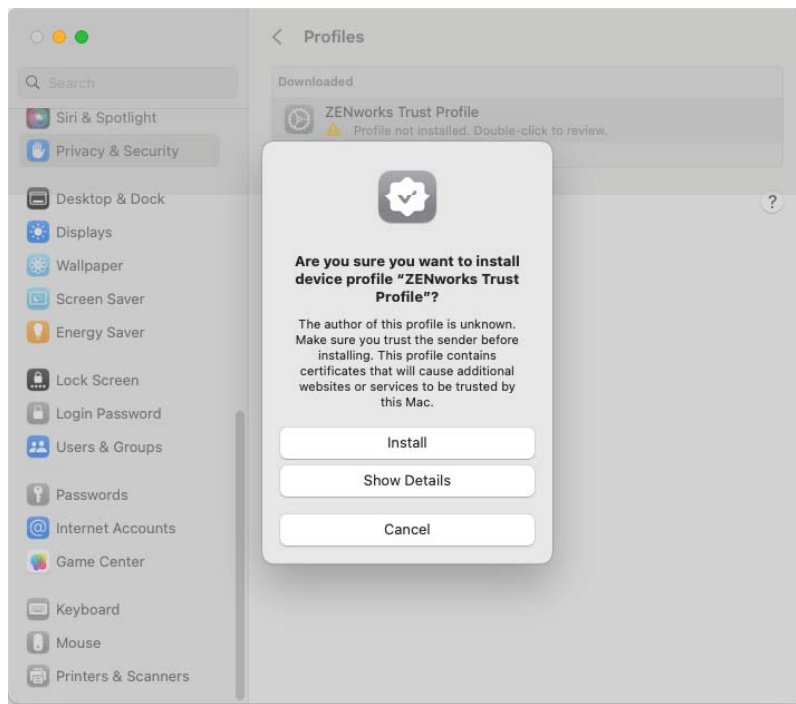 Profiles
Search
Siri & Spotlight
Privacy & Security
Desktop & Dock
Displays
Wallpaper
Screen Saver
Energy Saver
Lock Screen
Login Password
Users & Groups
Passwords
Internet Accounts
Game Center
Keyboard
Mouse
Printers & Scanners
Downloaded
ZENworks Trust Profile
Profile not installed. Double-click to review.
?
Are you sure you want to install
device profile “ZENworks Trust
Profile”?
The author of this profile is unknown.
Make sure you trust the sender before
installing. This profile contains
certificates that will cause additional
websites or services to be trusted by
this Mac.
Install
Show Details
Cancel